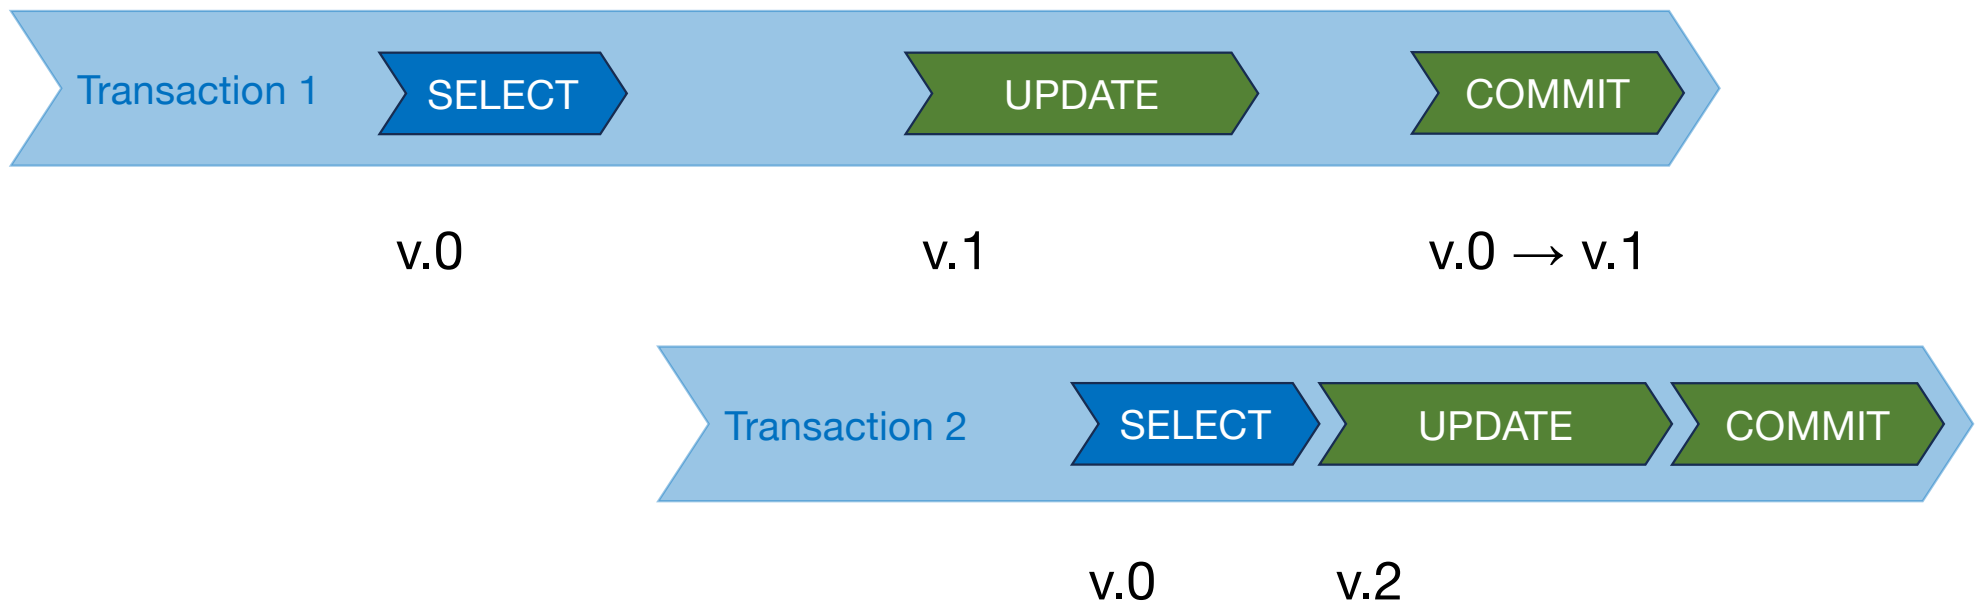 Transaction 1 SELECT UPDATE COMMIT
v.0 v.1 v.0 → v.1
Transaction 2 SELECT UPDATE COMMIT
v.0 v.2